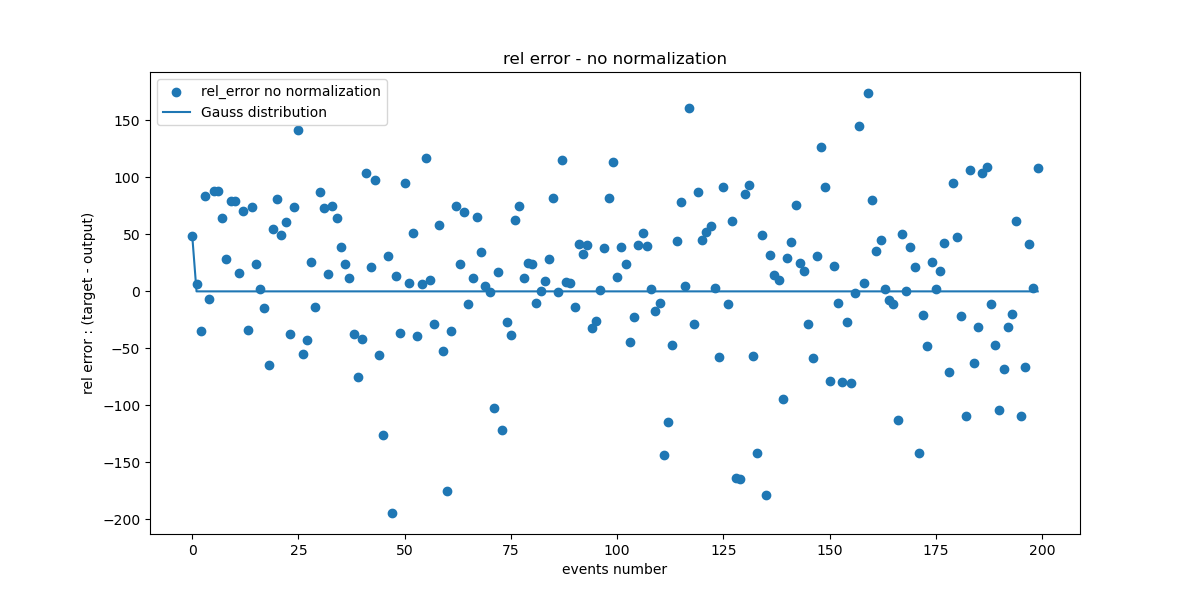 rel error - no normalization
rel_error no normalization
Gauss distribution
rel error : (target - output)
150
100
50
0
−50
−100
−150
−200
0 25 50 75 100 125 150 175 200
events number